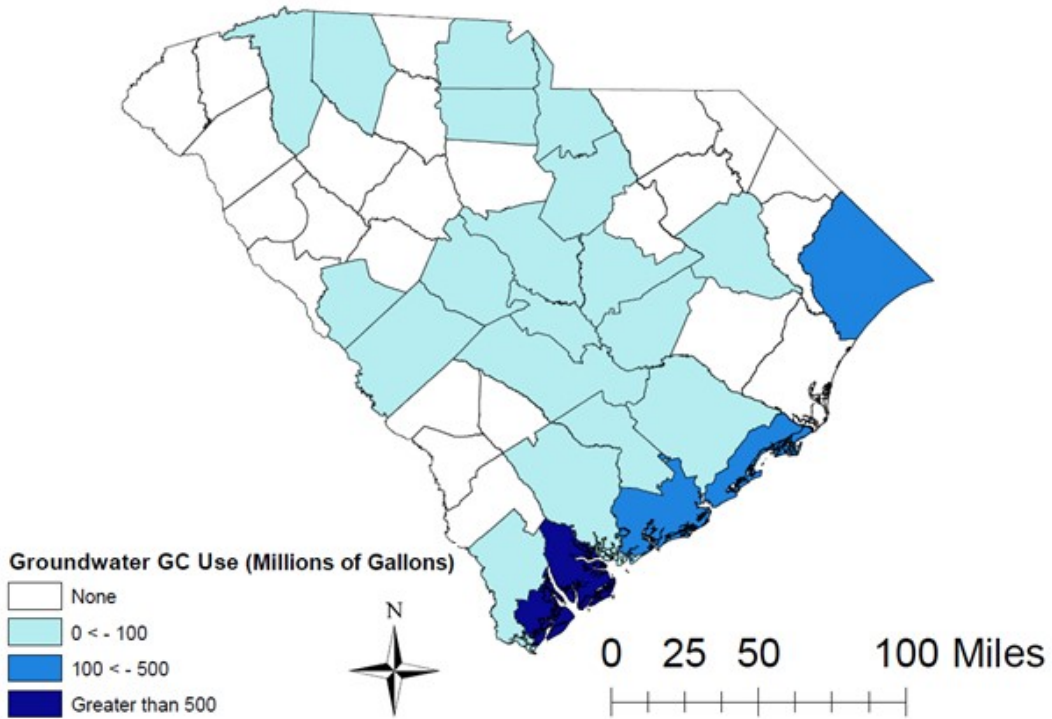 Groundwater GC Use (Millions of Gallons)
None
0 < - 100
100 < - 500
Greater than 500
N
0 25 50 100 Miles